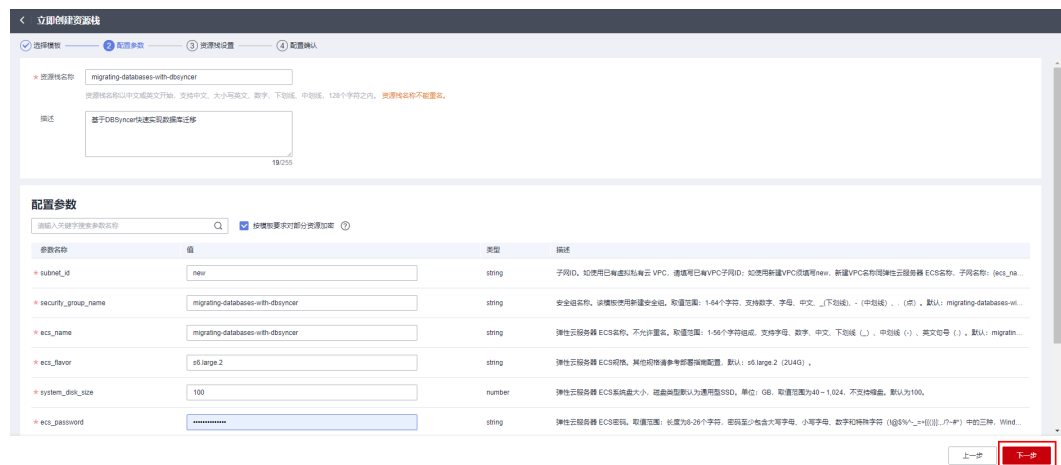 < 立即创建资源栈
选择模板 2 配置参数 3 资源栈设置 4 配置确认
* 资源栈名称 migrating-databases-with-dbsyncer
资源栈名称以中文或英文开始，支持中文、大小写英文、数字、下划线、中划线，128个字符之内。 资源栈名称不能重名。
描述 基于DBSyncer快速实现数据库迁移
19/255
配置参数
请输入关键字搜索参数名称 按模板要求对部分资源加密 ?
参数名称 值 类型 描述
* subnet_id new string 子网ID。如使用已有虚拟私有云 VPC，请填写已有VPC子网ID；如使用新建VPC须填写new，新建VPC名称同弹性云服务器 ECS名称，子网名称：{ecs_na...
* security_group_name migrating-databases-with-dbsyncer string 安全组名称。该模板使用新建安全组。取值范围：1-64个字符，支持数字、字母、中文、_(下划线)、-（中划线）、.（点）。默认：migrating-databases-wi...
* ecs_name migrating-databases-with-dbsyncer string 弹性云服务器 ECS名称。不允许重名。取值范围：1-56个字符组成，支持字母、数字、中文、下划线（_）、中划线（-）、英文句号（.）。默认：migratin...
* ecs_flavor s6.large.2 string 弹性云服务器 ECS规格。其他规格请参考部署指南配置，默认：s6.large.2（2U4G）。
* system_disk_size 100 number 弹性云服务器 ECS系统盘大小，磁盘类型默认为通用型SSD。单位：GB，取值范围为40～1,024，不支持缩盘。默认为100。
* ecs_password •••••••••••••• string 弹性云服务器 ECS密码。取值范围：长度为8-26个字符，密码至少包含大写字母、小写字母、数字和特殊字符 中的三种，Wind...
上一步 下一步